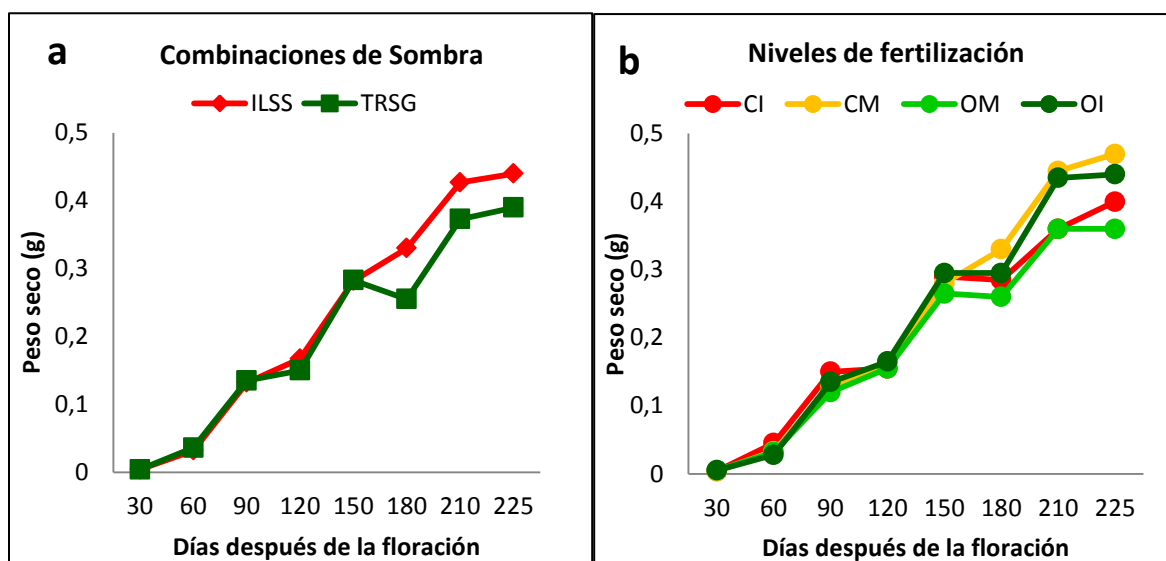 a
Combinaciones de Sombra
ILSS TRSG
0,5
0,4
0,3
0,2
0,1
0
Peso seco (g)
30 60 90 120 150 180 210 225
Días después de la floración
b
Niveles de fertilización
CI CM OM OI
0,5
0,4
0,3
0,2
0,1
0
Peso seco (g)
30 60 90 120 150 180 210 225
Días después de la floración